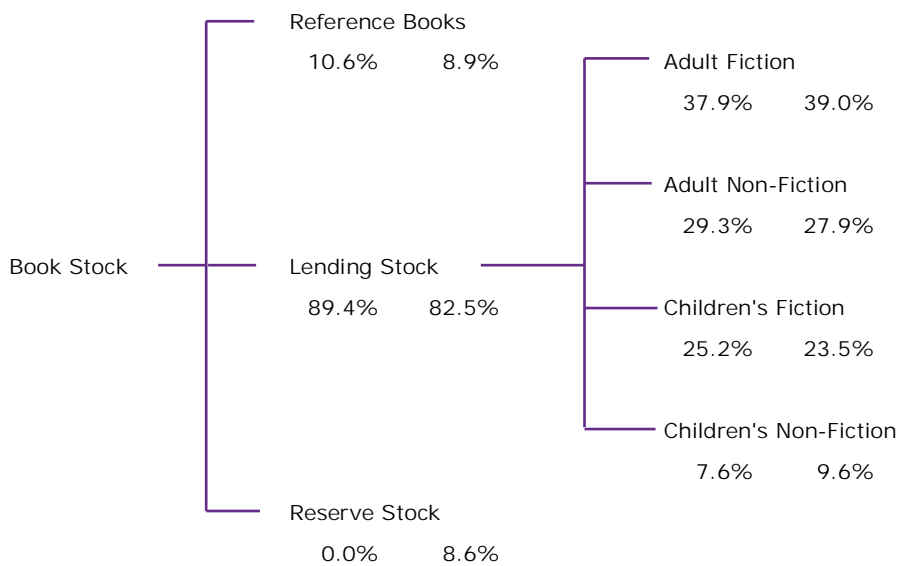 Reference Books
10.6% 8.9%
Adult Fiction
37.9% 39.0%
Adult Non-Fiction
29.3% 27.9%
Book Stock
Lending Stock
89.4% 82.5%
Children's Fiction
25.2% 23.5%
Children's Non-Fiction
7.6% 9.6%
Reserve Stock
0.0% 8.6%